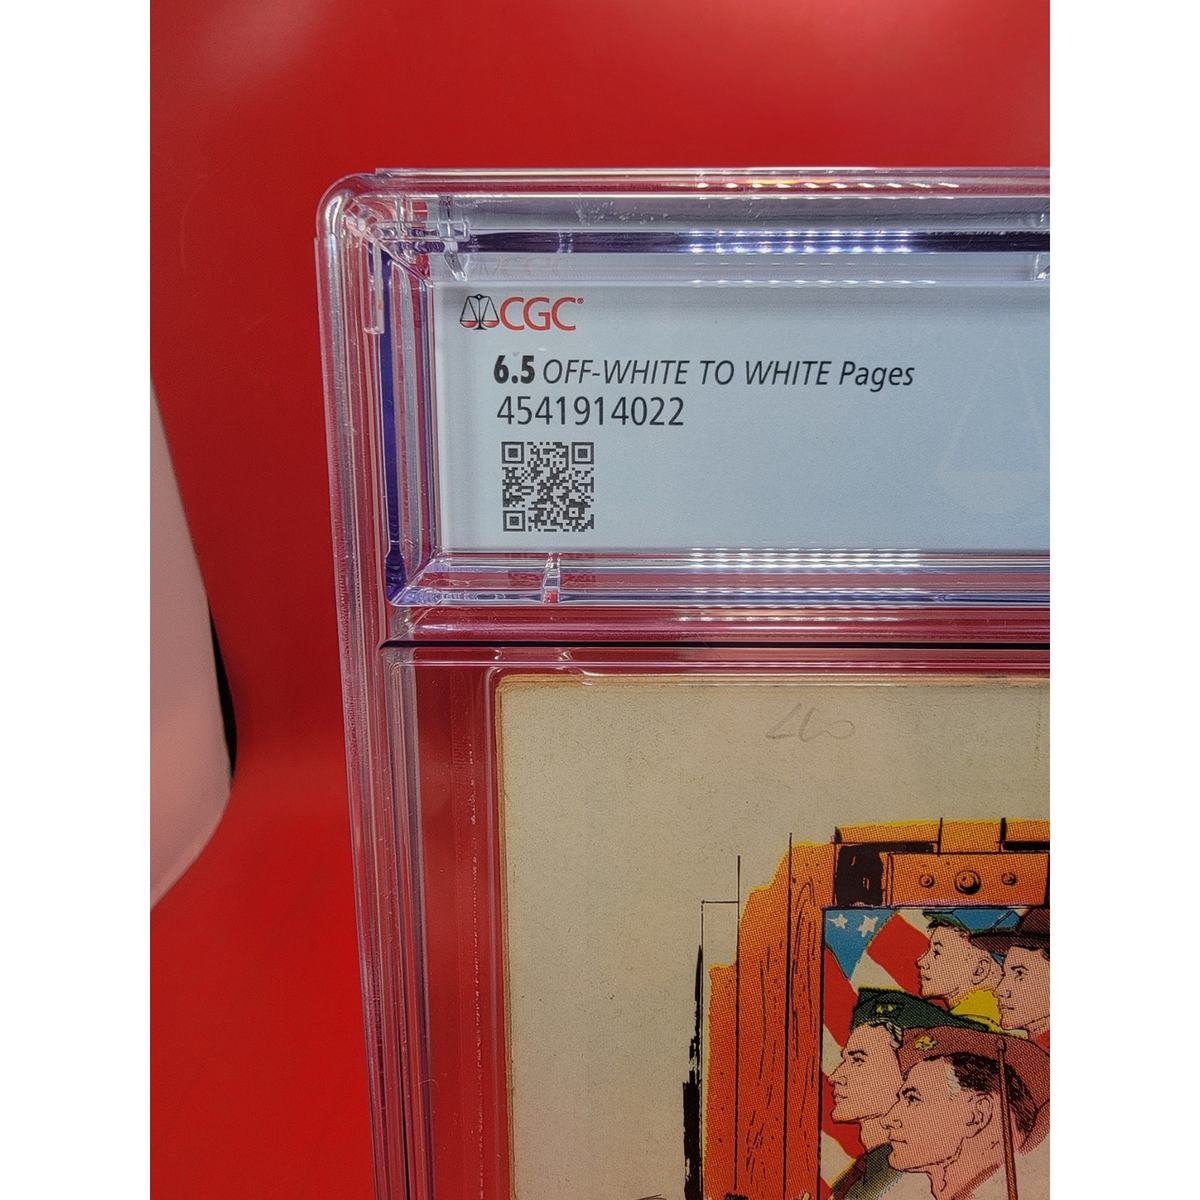 CGC®
6.5 OFF-WHITE TO WHITE Pages
4541914022